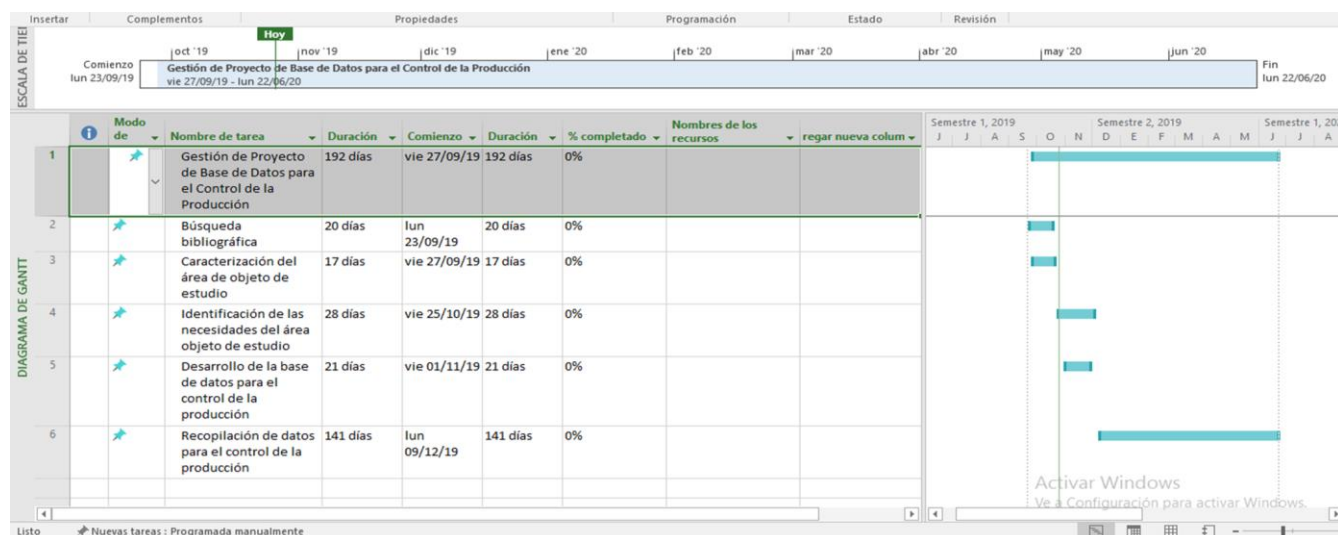 Insertar Complementos Propiedades Programación Estado Revisión
ESCALA DE TIEI
Hoy
oct '19 nov '19 dic '19 ene '20 feb '20 mar '20 abr '20 may '20 jun '20
Comienzo
lun 23/09/19
Gestión de Proyecto de Base de Datos para el Control de la Producción
vie 27/09/19 - lun 22/06/20
Fin
lun 22/06/20
DIAGRAMA DE GANTT
Modo de Nombre de tarea Duración Comienzo Duración % completado Nombres de los recursos regar nueva colum
Semestre 1, 2019 Semestre 2, 2019 Semestre 1, 20
J J A S O N D E F M A M J J A
1 Gestión de Proyecto 192 días vie 27/09/19 192 días 0%
de Base de Datos para
el Control de la
Producción
2 Búsqueda 20 días lun 20 días 0%
bibliográfica 23/09/19
3 Caracterización del 17 días vie 27/09/19 17 días 0%
área de objeto de
estudio
4 Identificación de las 28 días vie 25/10/19 28 días 0%
necesidades del área
objeto de estudio
5 Desarrollo de la base 21 días vie 01/11/19 21 días 0%
de datos para el
control de la
producción
6 Recopilación de datos 141 días lun 141 días 0%
para el control de la 09/12/19
producción
Activar Windows
Ve a Configuración para activar Windows.
Listo Nuevas tareas : Programada manualmente